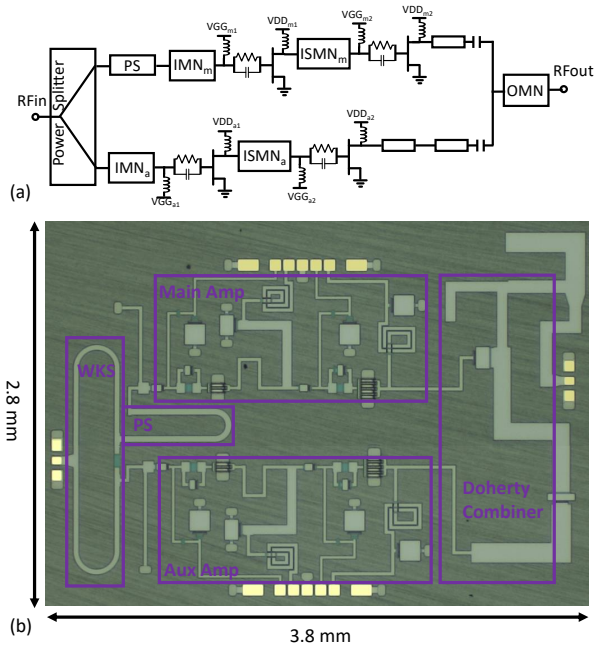 VGGm1
VDDm1
VGGm2
VDDm2
PS
IMNm
ISMNm
RFin
Power Splitter
RFout
OMN
VDDa1
VDDa2
IMNa
ISMNa
VGGa1
VGGa2
(a)
Main Amp
WKS
PS
Doherty
Combiner
Aux Amp
2.8 mm
(b)
3.8 mm